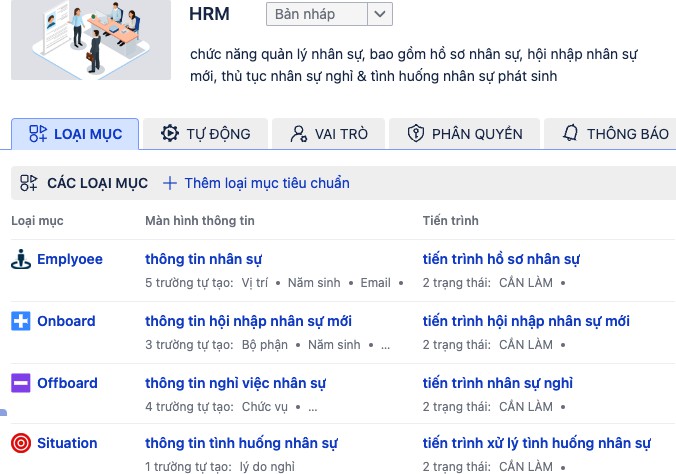 HRM
Bản nháp
chức năng quản lý nhân sự, bao gồm hồ sơ nhân sự, hội nhập nhân sự
mới, thủ tục nhân sự nghỉ & tình huống nhân sự phát sinh
LOẠI MỤC TỰ ĐỘNG VAI TRÒ PHÂN QUYỀN THÔNG BÁO
CÁC LOẠI MỤC + Thêm loại mục tiêu chuẩn
Loại mục Màn hình thông tin Tiến trình
Emplyoee thông tin nhân sự tiến trình hồ sơ nhân sự
5 trường tự tạo: Vị trí • Năm sinh • Email • 2 trạng thái: CẦN LÀM •
Onboard thông tin hội nhập nhân sự mới tiến trình hội nhập nhân sự mới
3 trường tự tạo: Bộ phận • Năm sinh • ... 2 trạng thái: CẦN LÀM •
Offboard thông tin nghỉ việc nhân sự tiến trình nhân sự nghỉ
4 trường tự tạo: Chức vụ • ... 2 trạng thái: CẦN LÀM •
Situation thông tin tình huống nhân sự tiến trình xử lý tình huống nhân sự
1 trường tự tạo: lý do nghỉ 2 trạng thái: CẦN LÀM •